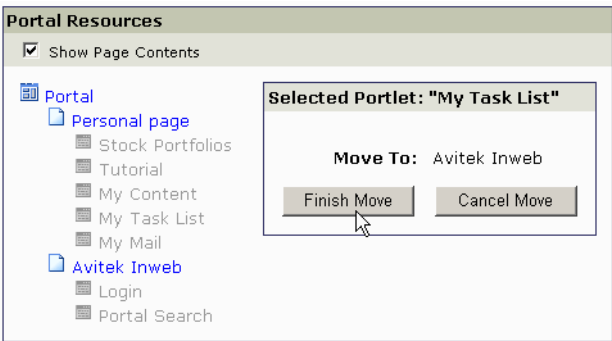 Portal Resources
Show Page Contents
Portal
Personal page
Stock Portfolios
Tutorial
My Content
My Task List
My Mail
Avitek Inweb
Login
Portal Search
Selected Portlet: "My Task List"
Move To: Avitek Inweb
Finish Move Cancel Move